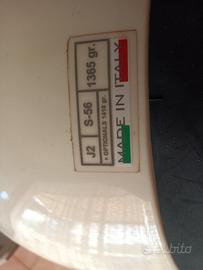 J2
S-56
1365 gr.
+ OPTIONALS 1410 gr.
MADE IN ITALY
subito